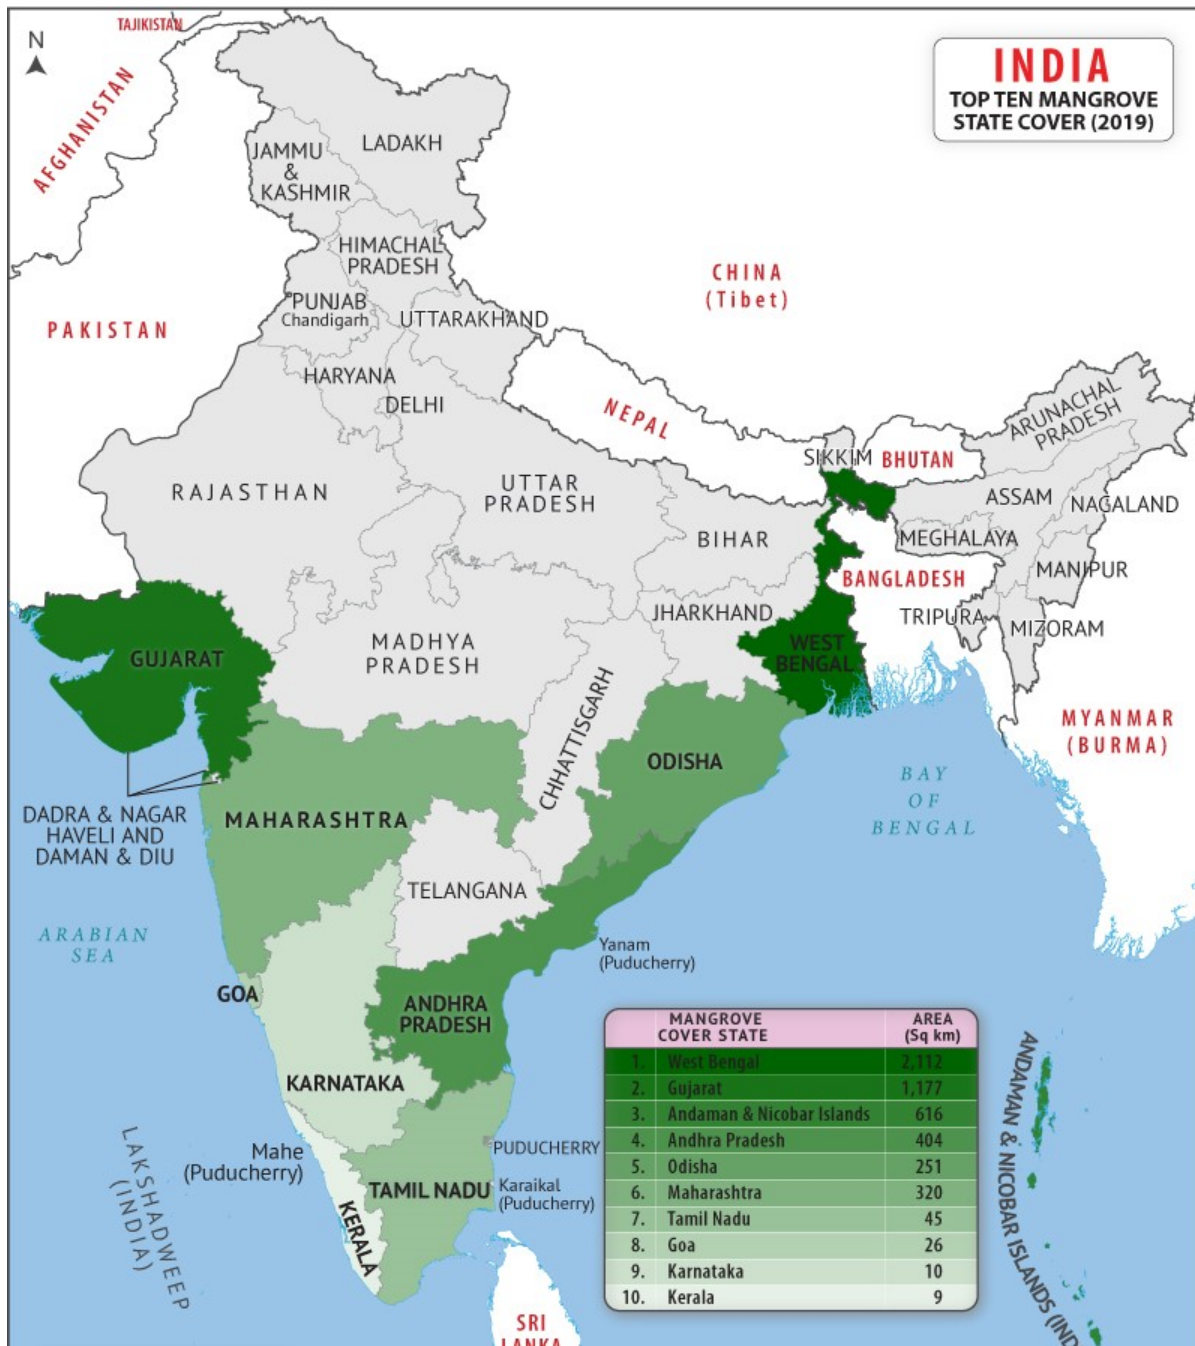 TAJIKISTAN
N
INDIA
TOP TEN MANGROVE
STATE COVER (2019)
AFGHANISTAN
LADAKH
JAMMU
&
KASHMIR
HIMACHAL
PRADESH
CHINA
(Tibet)
PUNJAB
Chandigarh
UTTARAKHAND
PAKISTAN
HARYANA
DELHI
NEPAL
ARUNACHAL
PRADESH
SIKKIM
BHUTAN
RAJASTHAN
UTTAR
PRADESH
ASSAM
NAGALAND
BIHAR
MEGHALAYA
BANGLADESH
MANIPUR
JHARKHAND
TRIPURA
MIZORAM
GUJARAT
MADHYA
PRADESH
WEST
BENGAL
CHHATTISGARH
MYANMAR
(BURMA)
ODISHA
BAY
OF
BENGAL
DADRA & NAGAR
HAVELI AND
DAMAN & DIU
MAHARASHTRA
TELANGANA
ARABIAN
SEA
Yanam
(Puducherry)
GOA
ANDHRA
PRADESH
KARNATAKA
Mahe
(Puducherry)
PUDUCHERRY
TAMIL NADU
Karaikal
(Puducherry)
KERALA
LAKSHADWEEP
(INDIA)
SRI
LANKA
MANGROVE AREA
COVER STATE (Sq km)
1. West Bengal 2,112
2. Gujarat 1,177
3. Andaman & Nicobar Islands 616
4. Andhra Pradesh 404
5. Odisha 251
6. Maharashtra 320
7. Tamil Nadu 45
8. Goa 26
9. Karnataka 10
10. Kerala 9
ANDAMAN & NICOBAR ISLANDS (IND